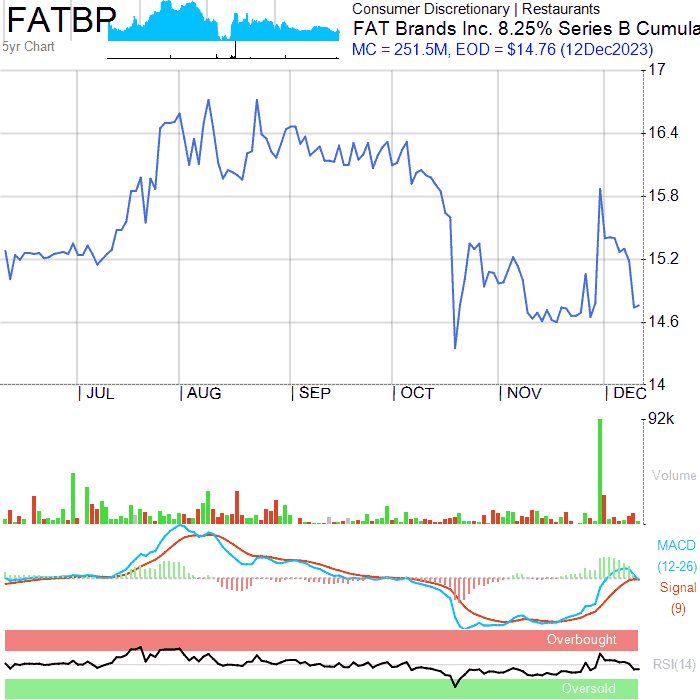 FATBP
5yr Chart
Consumer Discretionary | Restaurants
FAT Brands Inc. 8.25% Series B Cumula
MC = 251.5M, EOD = $14.76 (12Dec2023)
17
16.4
15.8
15.2
14.6
14
| JUL | AUG | SEP | OCT | NOV | DEC
92k
Volume
MACD
(12-26)
Signal
(9)
Overbought
RSI(14)
Oversold